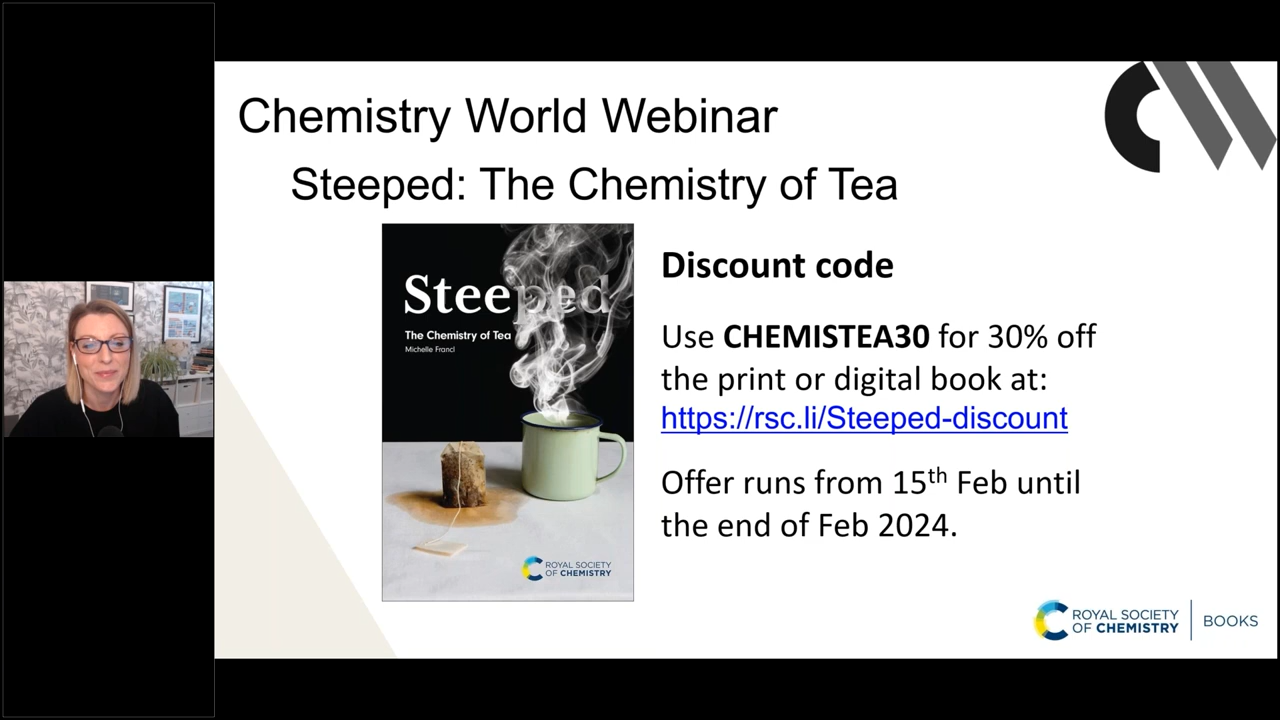 Chemistry World Webinar
Steeped: The Chemistry of Tea
Steeped
The Chemistry of Tea
Michelle Francl
ROYAL SOCIETY
OF CHEMISTRY
Discount code
Use CHEMISTEA30 for 30% off
the print or digital book at:
https://rsc.li/Steeped-discount
Offer runs from 15th Feb until
the end of Feb 2024.
ROYAL SOCIETY
OF CHEMISTRY
BOOKS